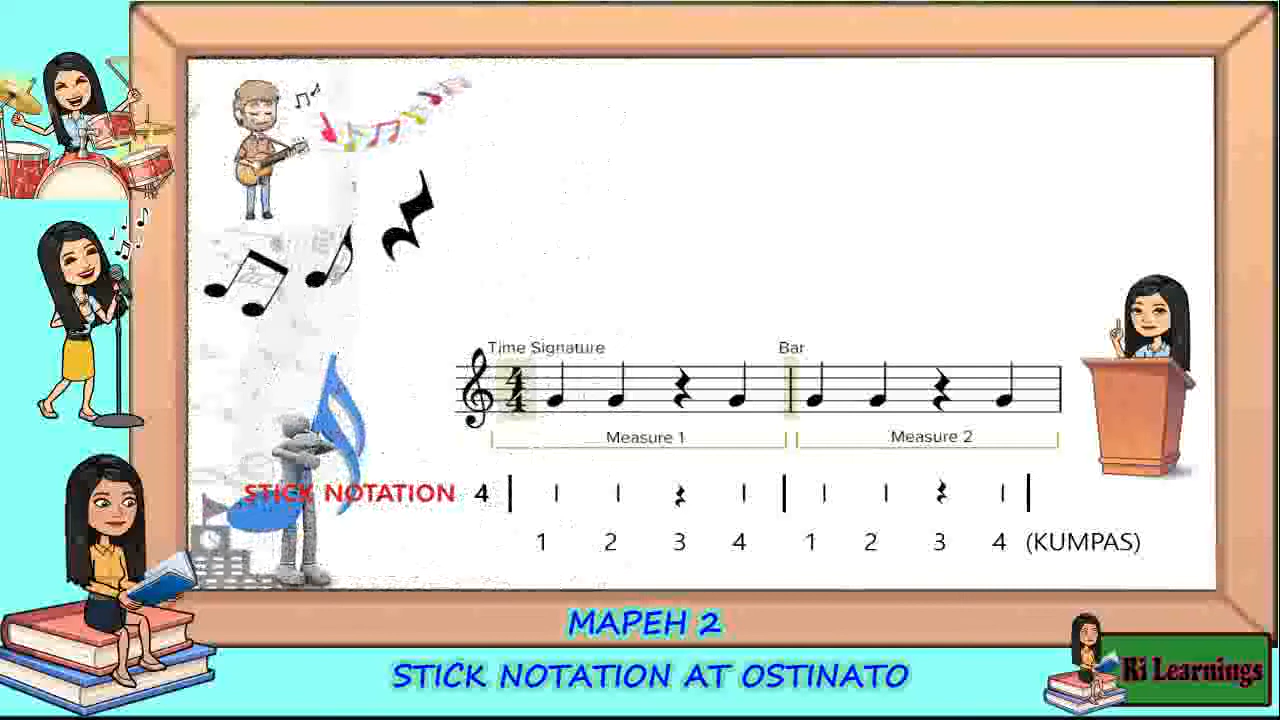 Time Signature Bar
4
4
Measure 1 Measure 2
STICK NOTATION 4
1 2 3 4 1 2 3 4 (KUMPAS)
MAPEH 2
STICK NOTATION AT OSTINATO
Ri Learnings